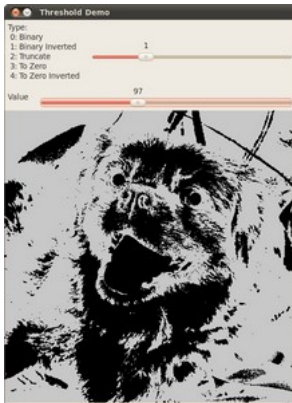 Threshold Demo
Type:
0: Binary
1: Binary Inverted
2: Truncate
3: To Zero
4: To Zero Inverted
1
Value
97